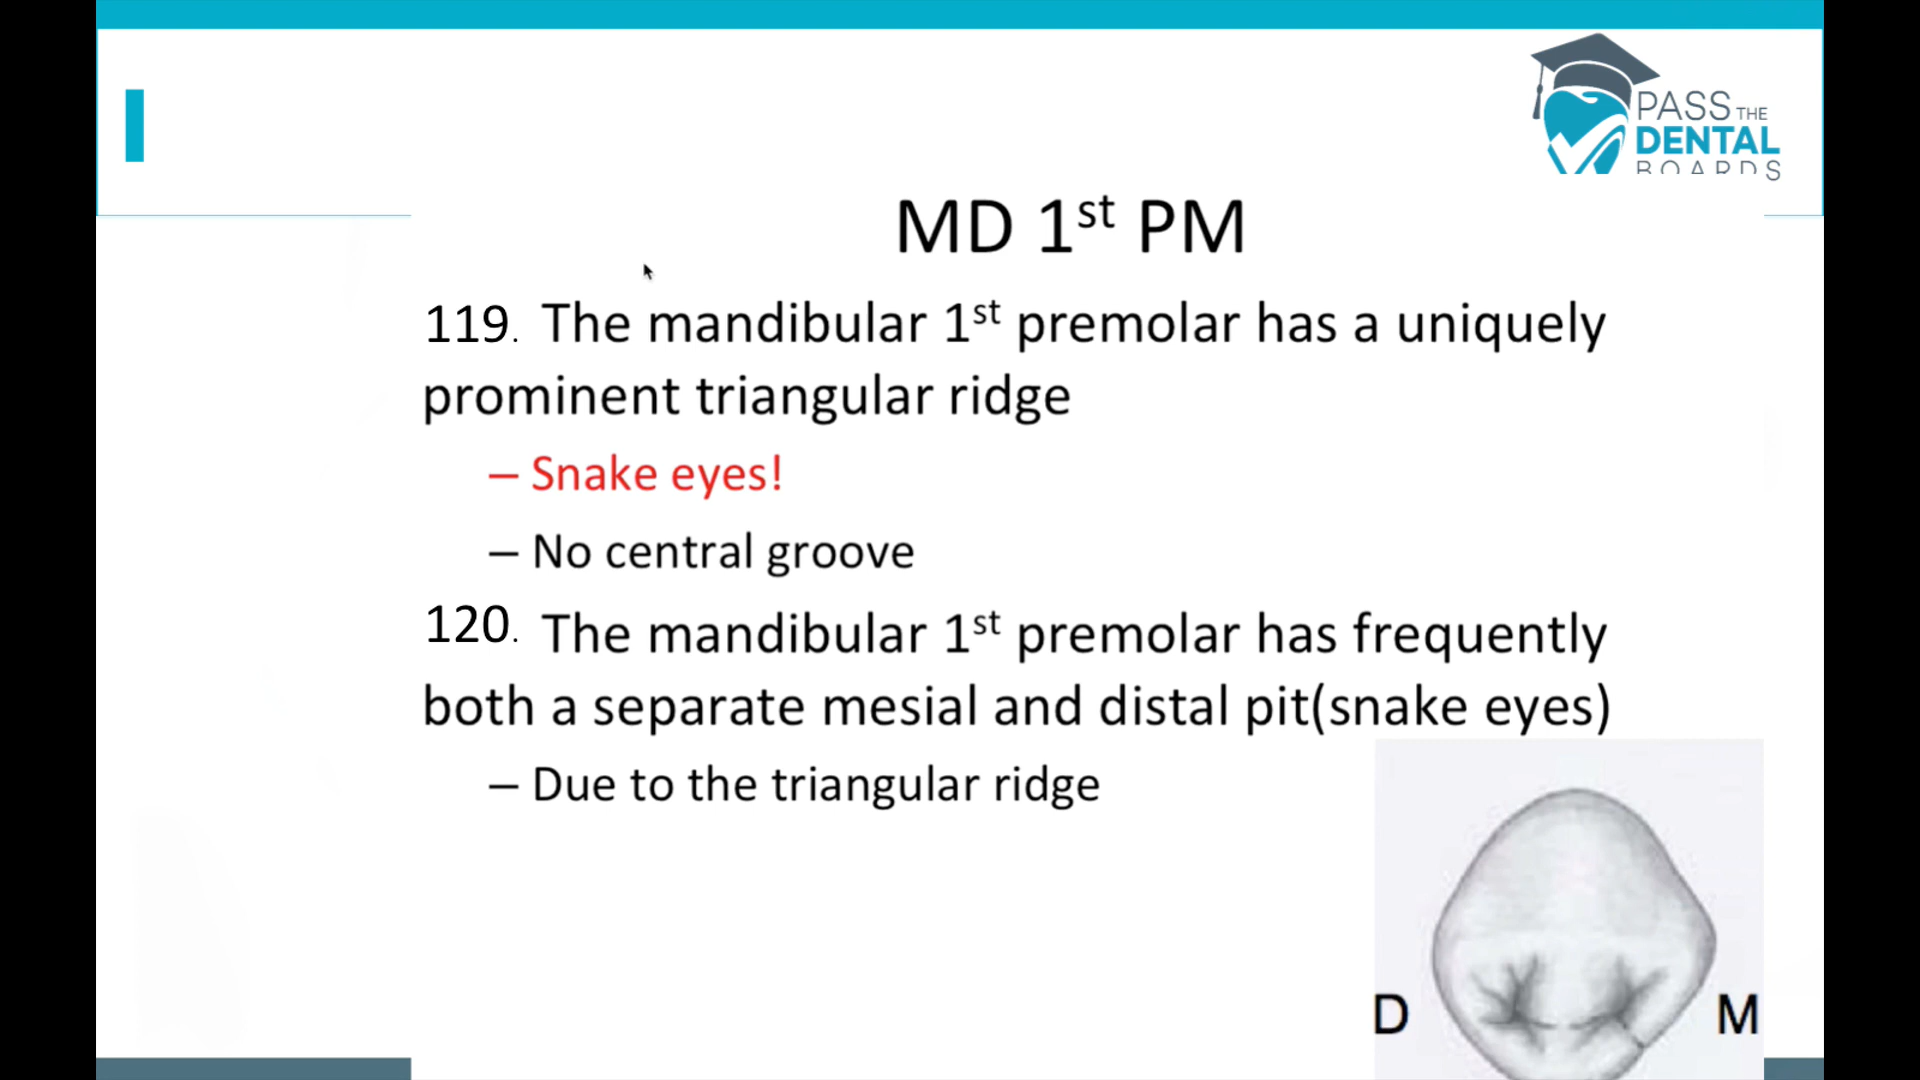 PASS THE
DENTAL
BOARDS
MD 1st PM
119. The mandibular 1st premolar has a uniquely
prominent triangular ridge
– Snake eyes!
– No central groove
120. The mandibular 1st premolar has frequently
both a separate mesial and distal pit(snake eyes)
– Due to the triangular ridge
D M